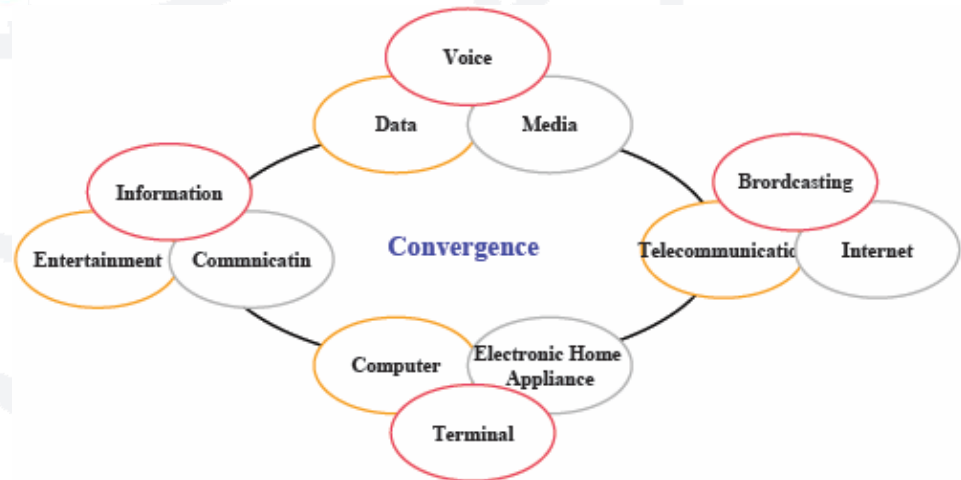 Voice
Data
Media
Information
Entertainment
Commnicatin
Convergence
Brordcasting
Telecommunicatio
Internet
Computer
Electronic Home
Appliance
Terminal